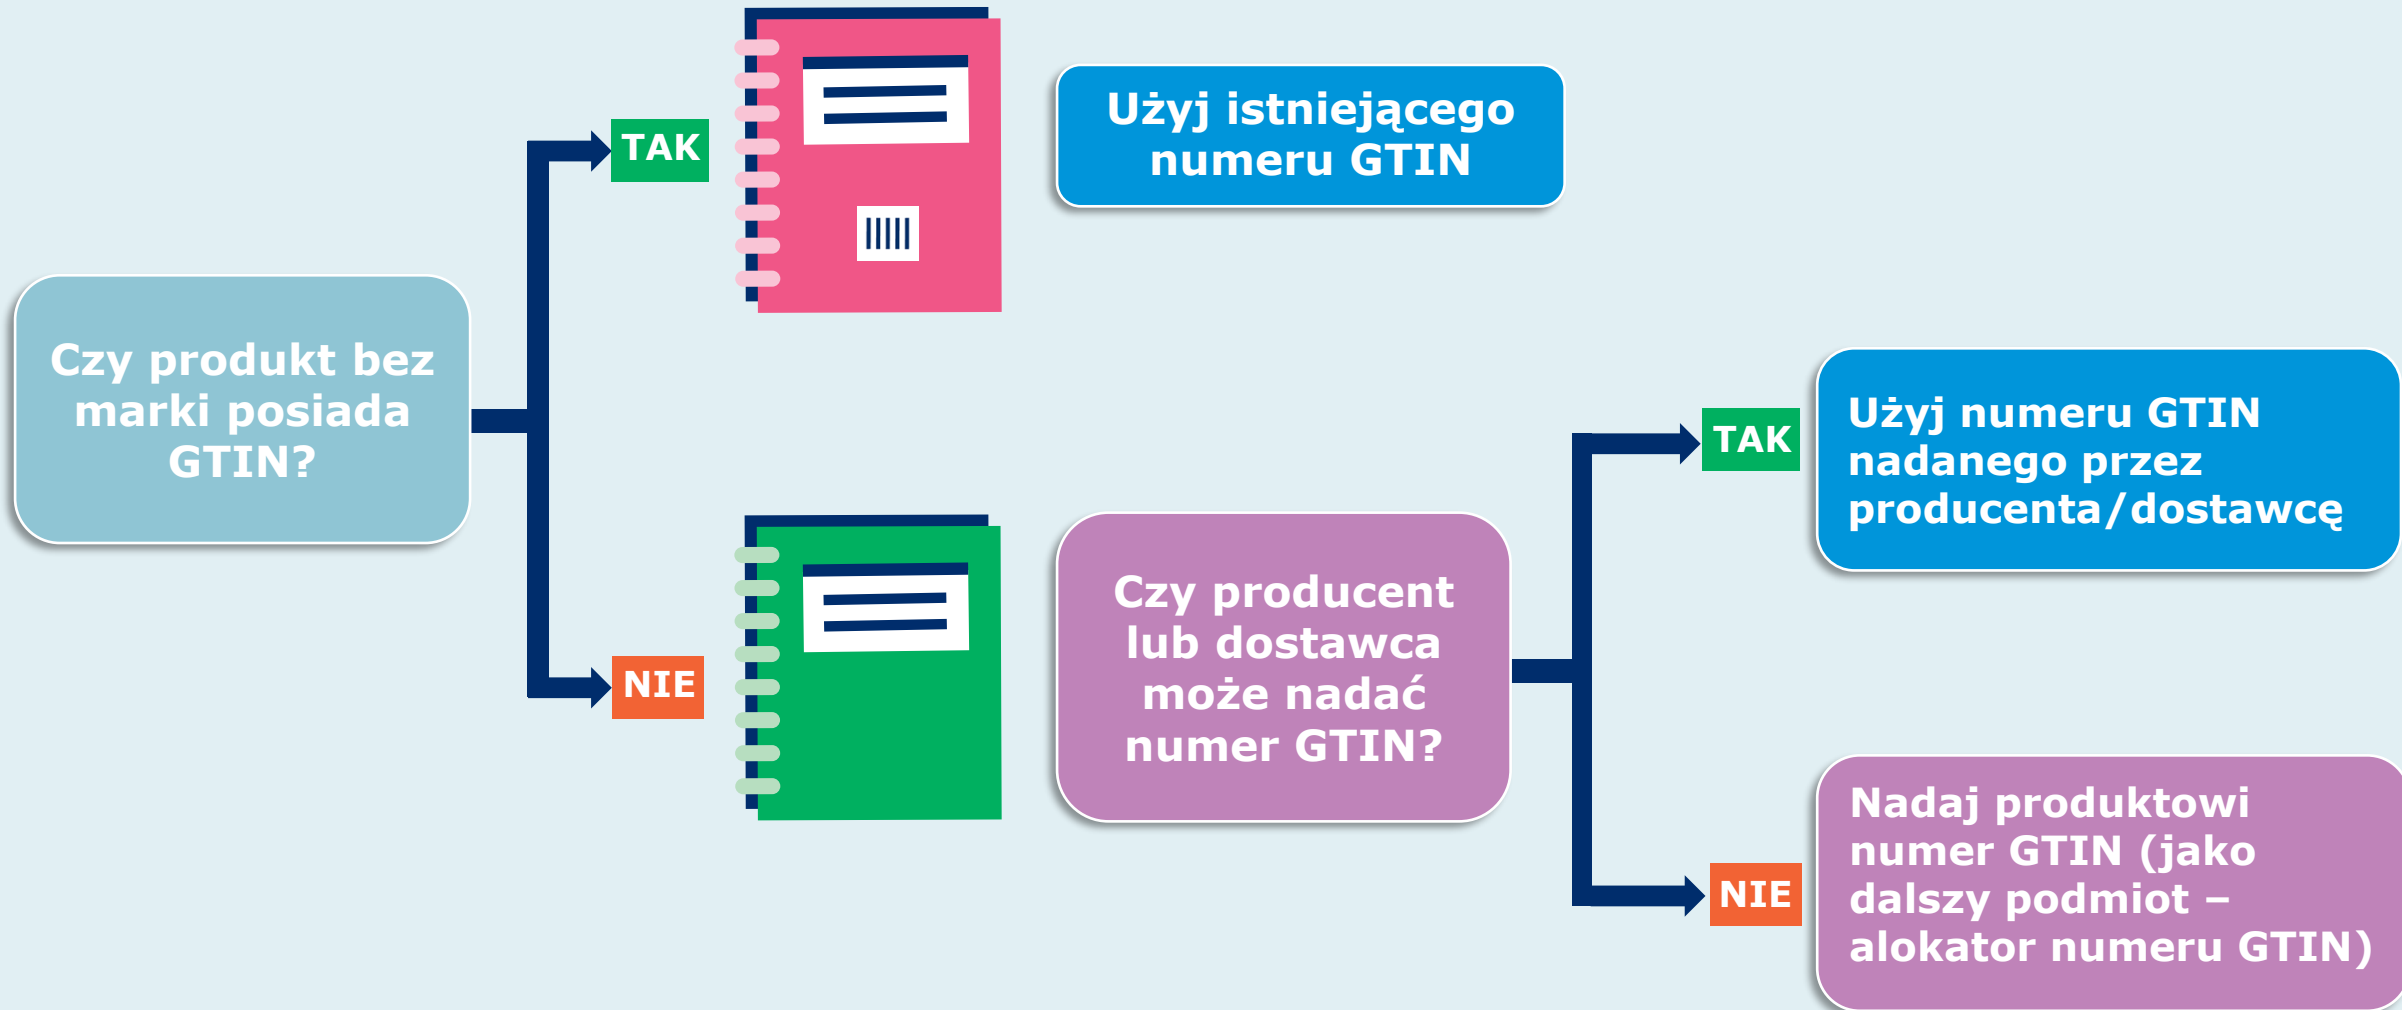 TAK
Użyj istniejącego
numeru GTIN
Czy produkt bez
marki posiada
GTIN?
NIE
Czy producent
lub dostawca
może nadać
numer GTIN?
TAK
Użyj numeru GTIN
nadanego przez
producenta/dostawcę
NIE
Nadaj produktowi
numer GTIN (jako
dalszy podmiot –
alokator numeru GTIN)